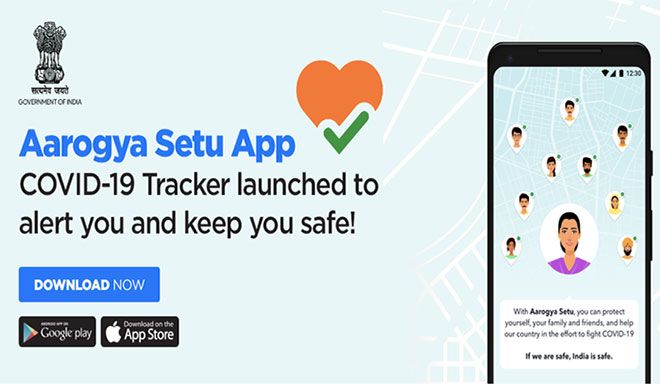 सत्यमेव जयते
GOVERNMENT OF INDIA
Aarogya Setu App
COVID-19 Tracker launched to
alert you and keep you safe!
DOWNLOAD NOW
ANDROID APP ON
Google play
Download on the
App Store
12:30
With Aarogya Setu, you can protect
yourself, your family and friends, and help
our country in the effort to fight COVID-19
If we are safe, India is safe.